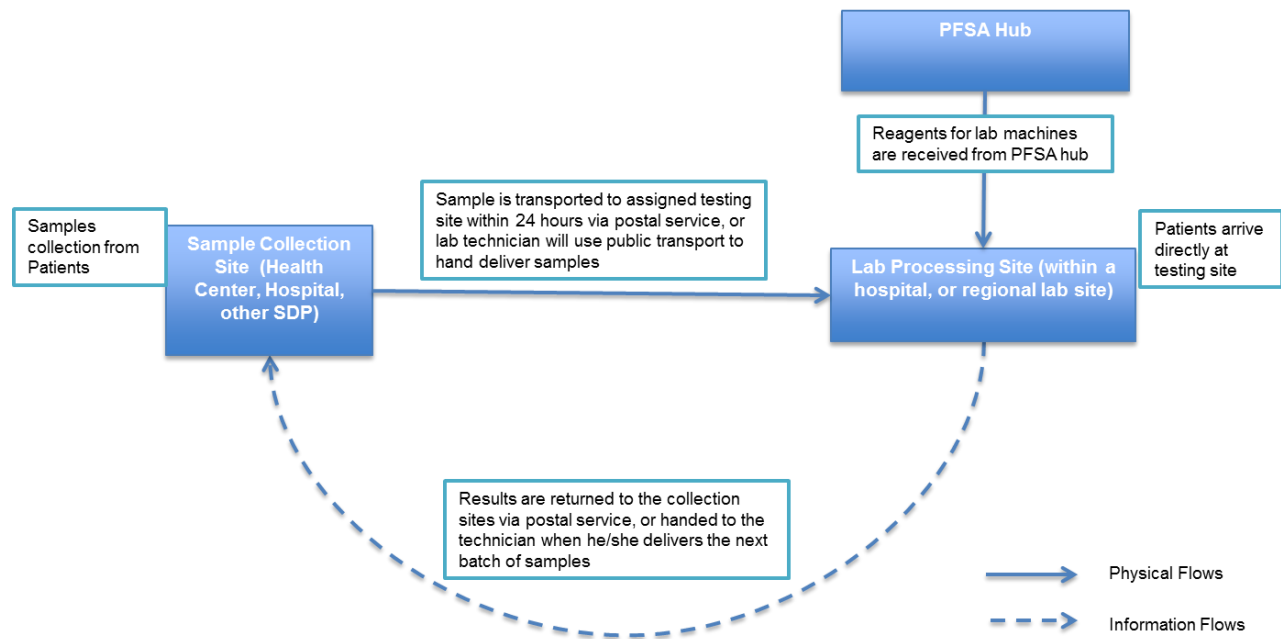 PFSA Hub
Reagents for lab machines
are received from PFSA hub
Sample is transported to assigned testing
site within 24 hours via postal service, or
lab technician will use public transport to
hand deliver samples
Samples
collection from
Patients
Sample Collection
Site (Health
Center, Hospital,
other SDP)
Lab Processing Site (within a
hospital, or regional lab site)
Patients arrive
directly at
testing site
Results are returned to the collection
sites via postal service, or handed to the
technician when he/she delivers the next
batch of samples
Physical Flows
Information Flows